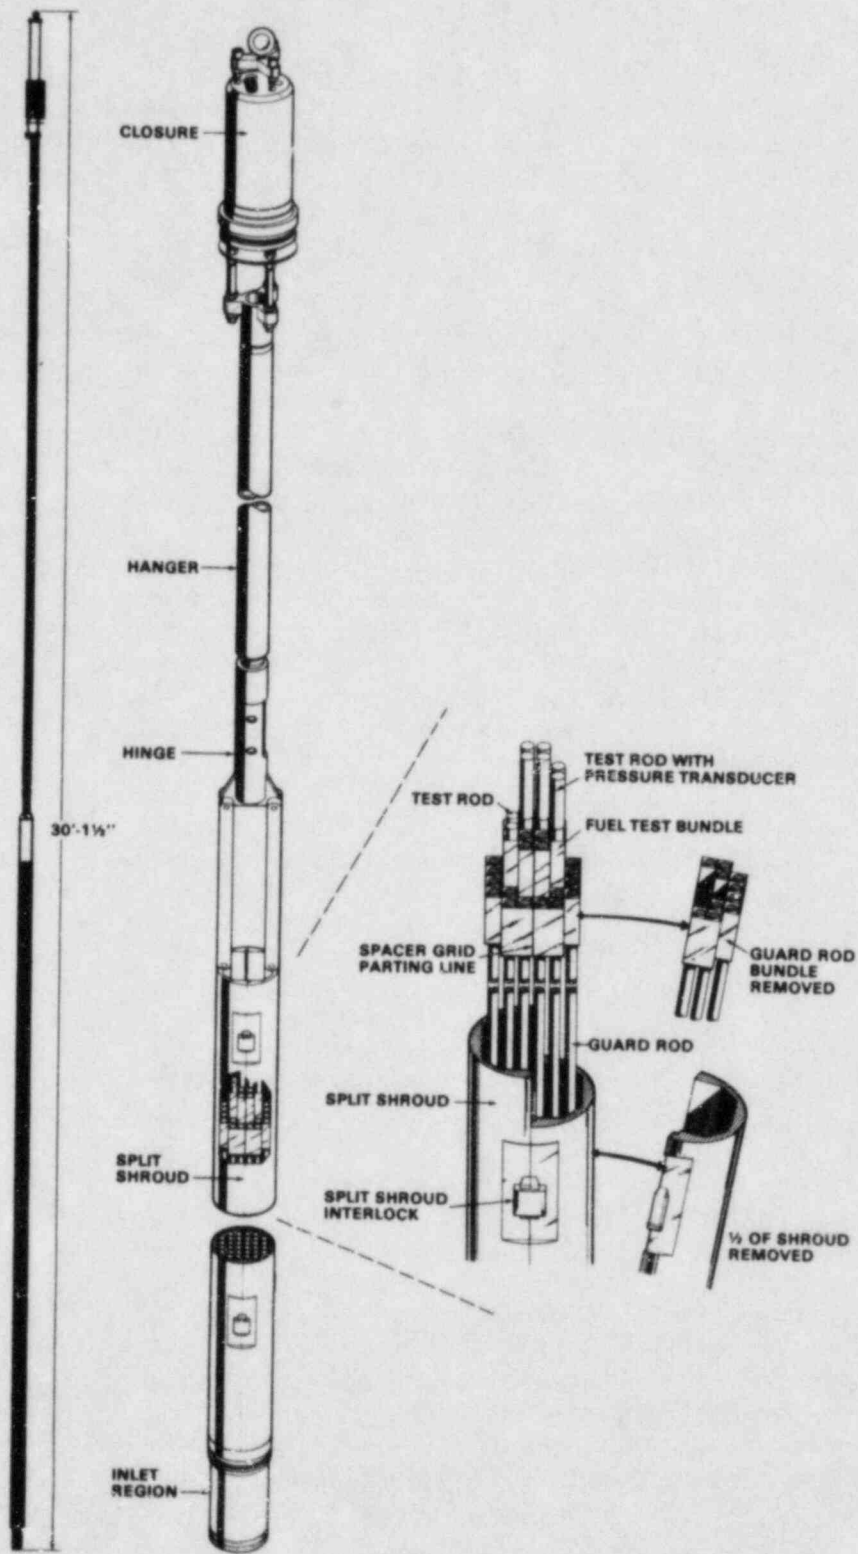 CLOSURE
HANGER
HINGE
30'-1½"
SPLIT
SHROUD
INLET
REGION
TEST ROD WITH
PRESSURE TRANSDUCER
TEST ROD
FUEL TEST BUNDLE
SPACER GRID
PARTING LINE
GUARD ROD
BUNDLE
REMOVED
GUARD ROD
SPLIT SHROUD
SPLIT SHROUD
INTERLOCK
½ OF SHROUD
REMOVED